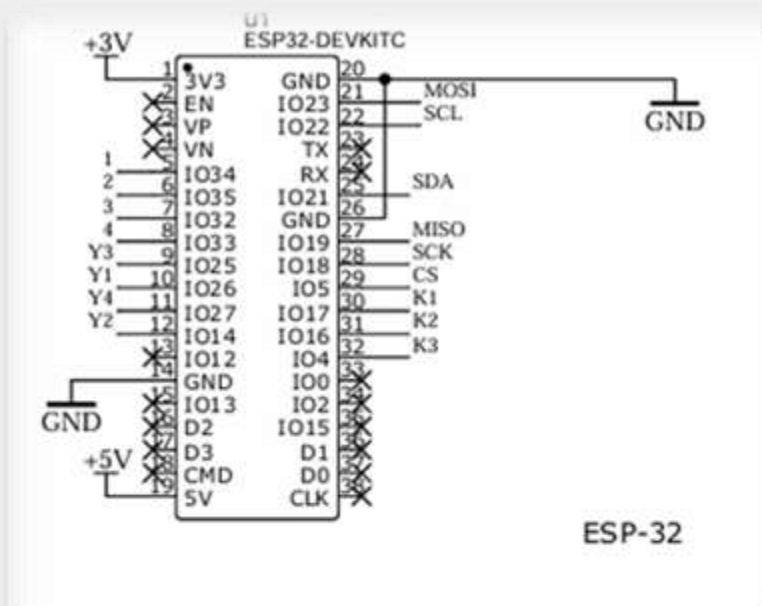 U1
ESP32-DEVKITC
+3V
1 3V3 GND 20
2 EN IO23 21 MOSI
3 VP IO22 22 SCL
4 VN TX 23
1 5 IO34 RX 24
2 6 IO35 IO21 25 SDA
3 7 IO32 GND 26
4 8 IO33 IO19 27 MISO
Y3 9 IO25 IO18 28 SCK
Y1 10 IO26 IO5 29 CS
Y4 11 IO27 IO17 30 K1
Y2 12 IO14 IO16 31 K2
13 IO12 IO4 32 K3
14 GND IO0 33
15 IO13 IO2 34
16 D2 IO15 35
17 D3 D1 36
18 CMD D0 37
19 5V CLK 38
GND
GND
+5V
ESP-32